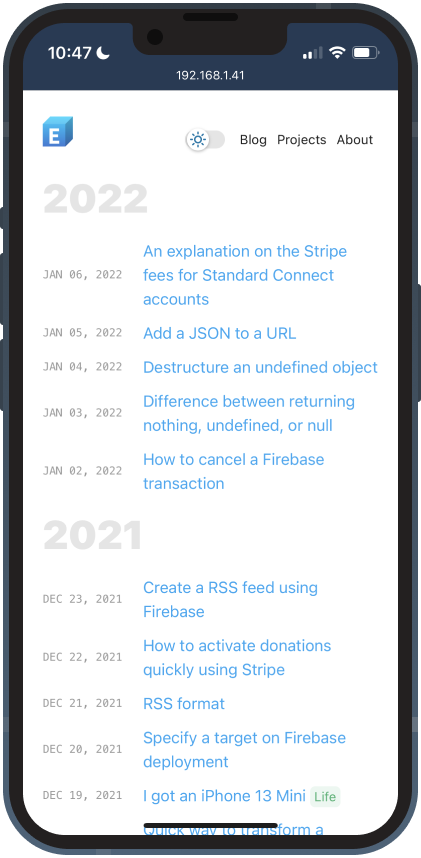 10:47
192.168.1.41
E
Blog Projects About
2022
JAN 06, 2022
An explanation on the Stripe
fees for Standard Connect
accounts
JAN 05, 2022
Add a JSON to a URL
JAN 04, 2022
Destructure an undefined object
JAN 03, 2022
Difference between returning
nothing, undefined, or null
JAN 02, 2022
How to cancel a Firebase
transaction
2021
DEC 23, 2021
Create a RSS feed using
Firebase
DEC 22, 2021
How to activate donations
quickly using Stripe
DEC 21, 2021
RSS format
DEC 20, 2021
Specify a target on Firebase
deployment
DEC 19, 2021
I got an iPhone 13 Mini Life
Quick way to transform a